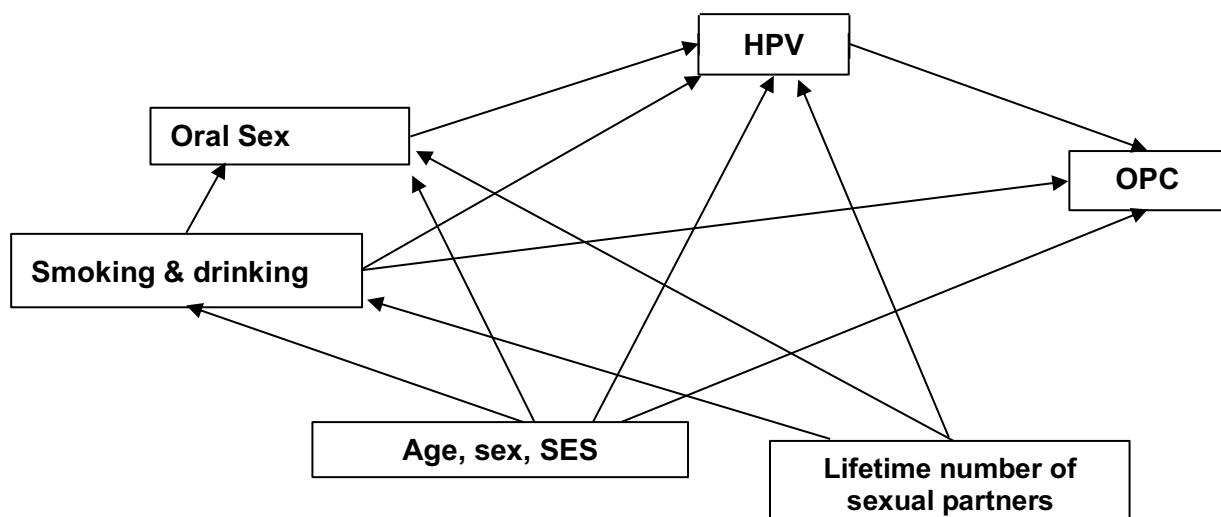 HPV
Oral Sex
OPC
Smoking & drinking
Age, sex, SES
Lifetime number of
sexual partners